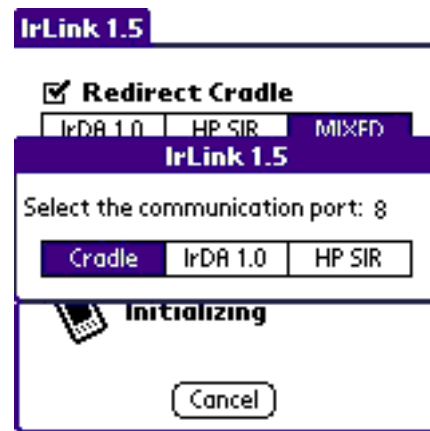 IrLink 1.5
Redirect Cradle
IrDA 1.0 HP SIR MIXED
IrLink 1.5
Select the communication port: 8
Cradle IrDA 1.0 HP SIR
Initializing
Cancel